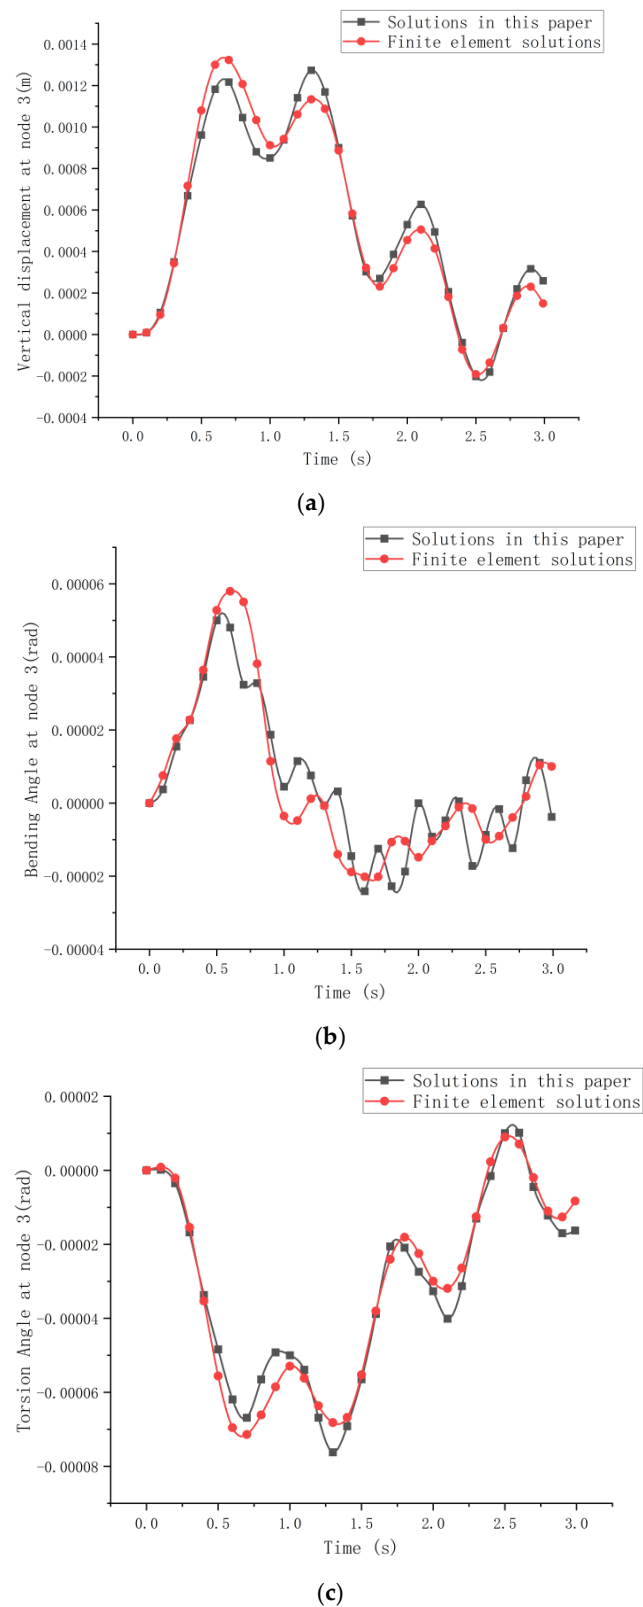 Solutions in this paper
Finite element solutions
Vertical displacement at node 3(m)
0.0014
0.0012
0.0010
0.0008
0.0006
0.0004
0.0002
0.0000
-0.0002
-0.0004
0.0 0.5 1.0 1.5 2.0 2.5 3.0
Time (s)
(a)
Solutions in this paper
Finite element solutions
Bending Angle at node 3(rad)
0.00006
0.00004
0.00002
0.00000
-0.00002
-0.00004
0.0 0.5 1.0 1.5 2.0 2.5 3.0
Time (s)
(b)
Solutions in this paper
Finite element solutions
Torsion Angle at node 3(rad)
0.00002
0.00000
-0.00002
-0.00004
-0.00006
-0.00008
0.0 0.5 1.0 1.5 2.0 2.5 3.0
Time (s)
(c)